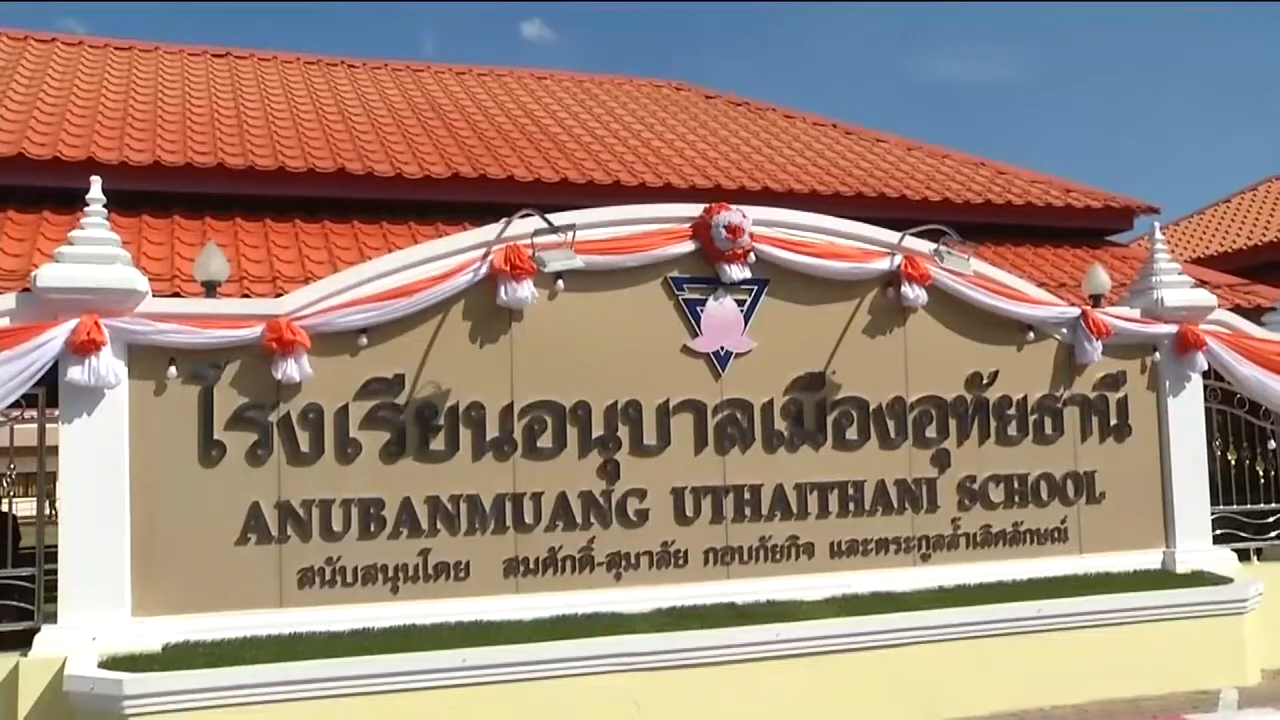 โรงเรียนอนุบาลเมืองอุทัยธานี
ANUBANMUANG UTHAITHANI SCHOOL
สนับสนุนโดย สมศักดิ์-สุมาลัย กอบภัยกิจ และตระกูลล้ำเลิศลักษณ์